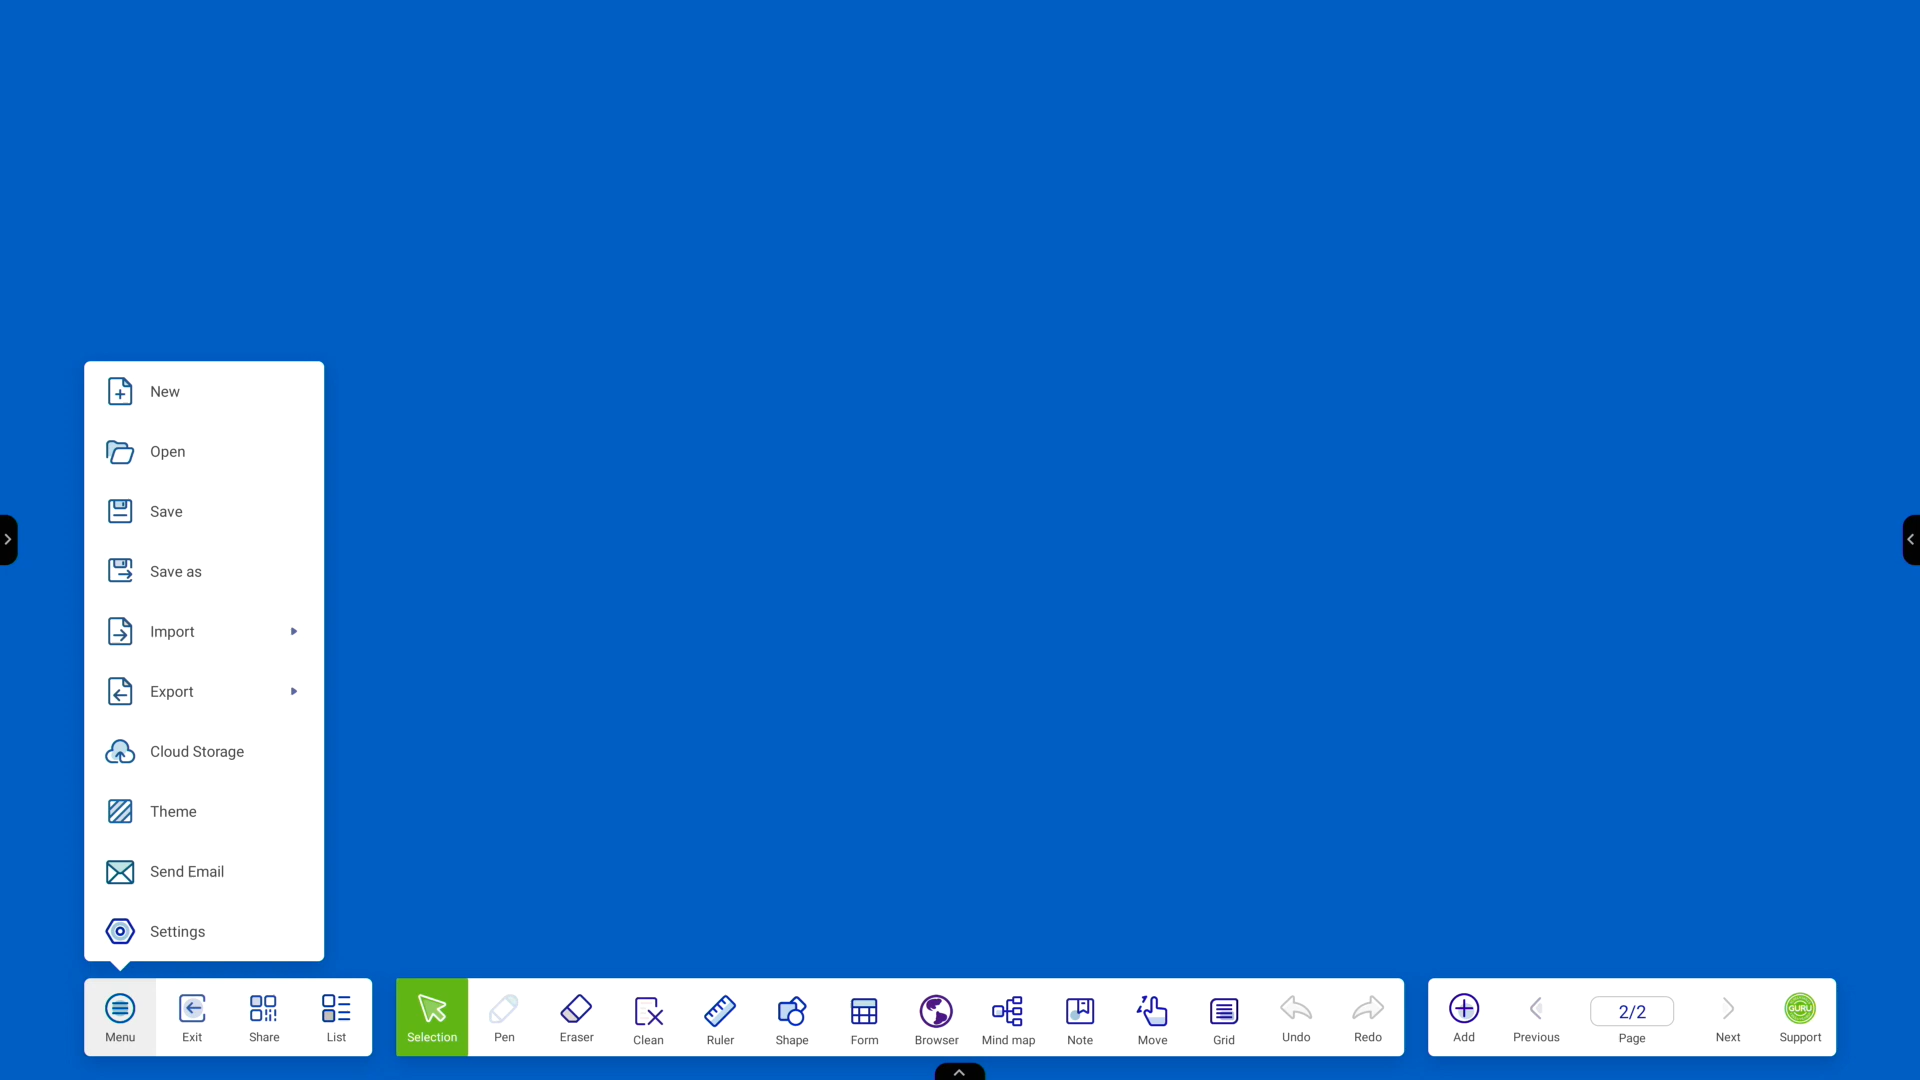 New
Open
Save
Save as
Import
Export
Cloud Storage
Theme
Send Email
Settings
Menu
Exit
Share
List
Selection
Pen
Eraser
Clean
Ruler
Shape
Form
Browser
Mind map
Note
Move
Grid
Undo
Redo
Add
Previous
2/2
Page
Next
GURU
Support